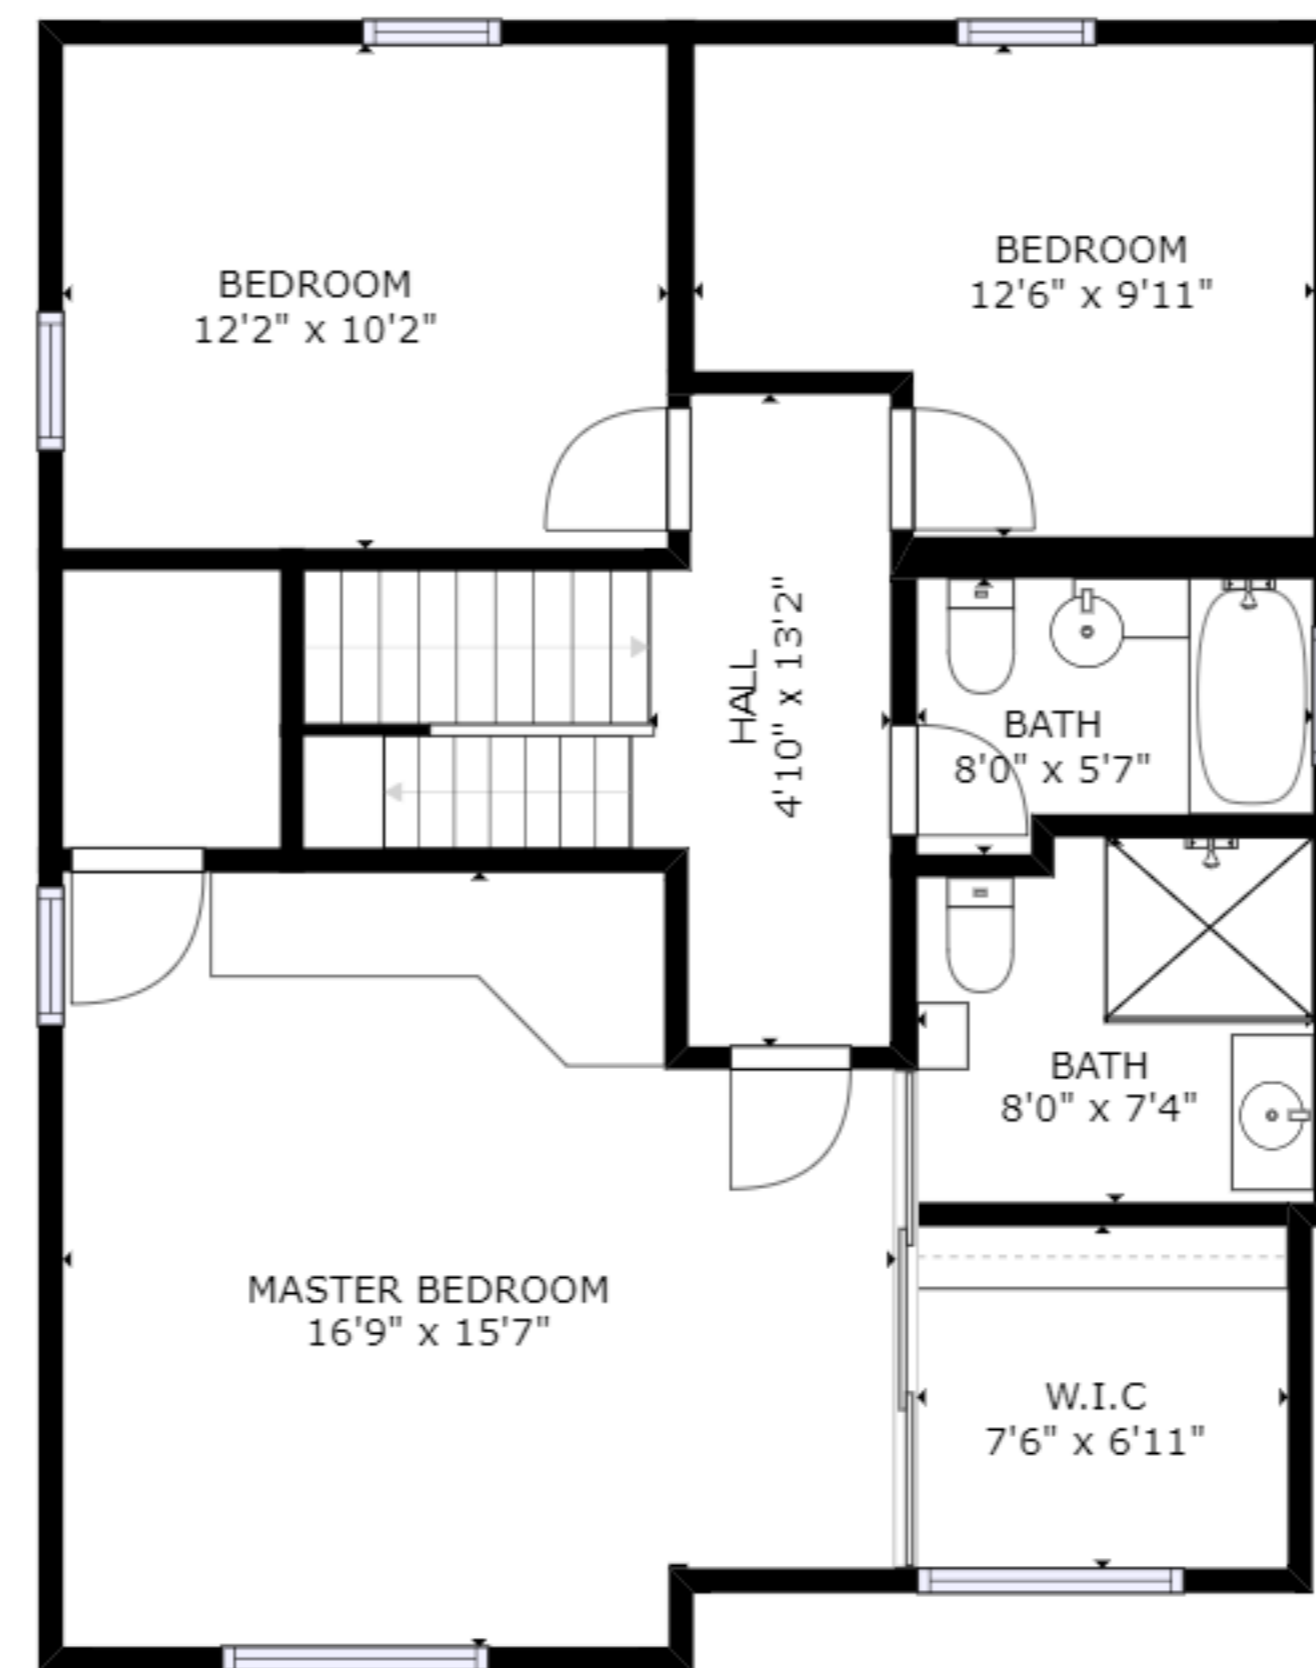 BEDROOM
12'2" x 10'2"
BEDROOM
12'6" x 9'11"
HALL
4'10" x 13'2"
BATH
8'0" x 5'7"
BATH
8'0" x 7'4"
MASTER BEDROOM
16'9" x 15'7"
W.I.C
7'6" x 6'11"